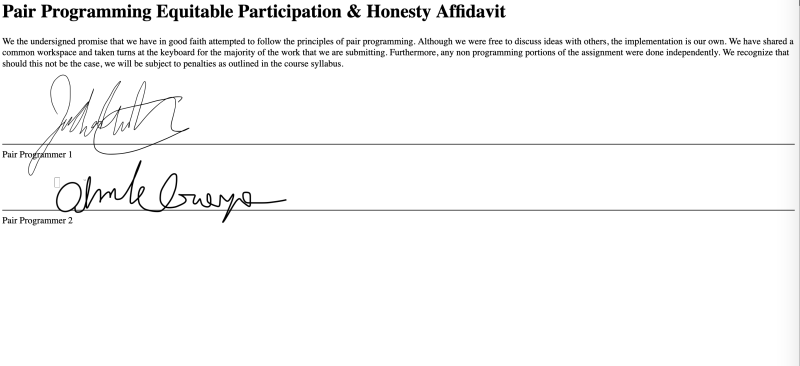 Pair Programming Equitable Participation & Honesty Affidavit
We the undersigned promise that we have in good faith attempted to follow the principles of pair programming. Although we were free to discuss ideas with others, the implementation is our own. We have shared a
common workspace and taken turns at the keyboard for the majority of the work that we are submitting. Furthermore, any non programming portions of the assignment were done independently. We recognize that
should this not be the case, we will be subject to penalties as outlined in the course syllabus.
Pair Programmer 1
Pair Programmer 2